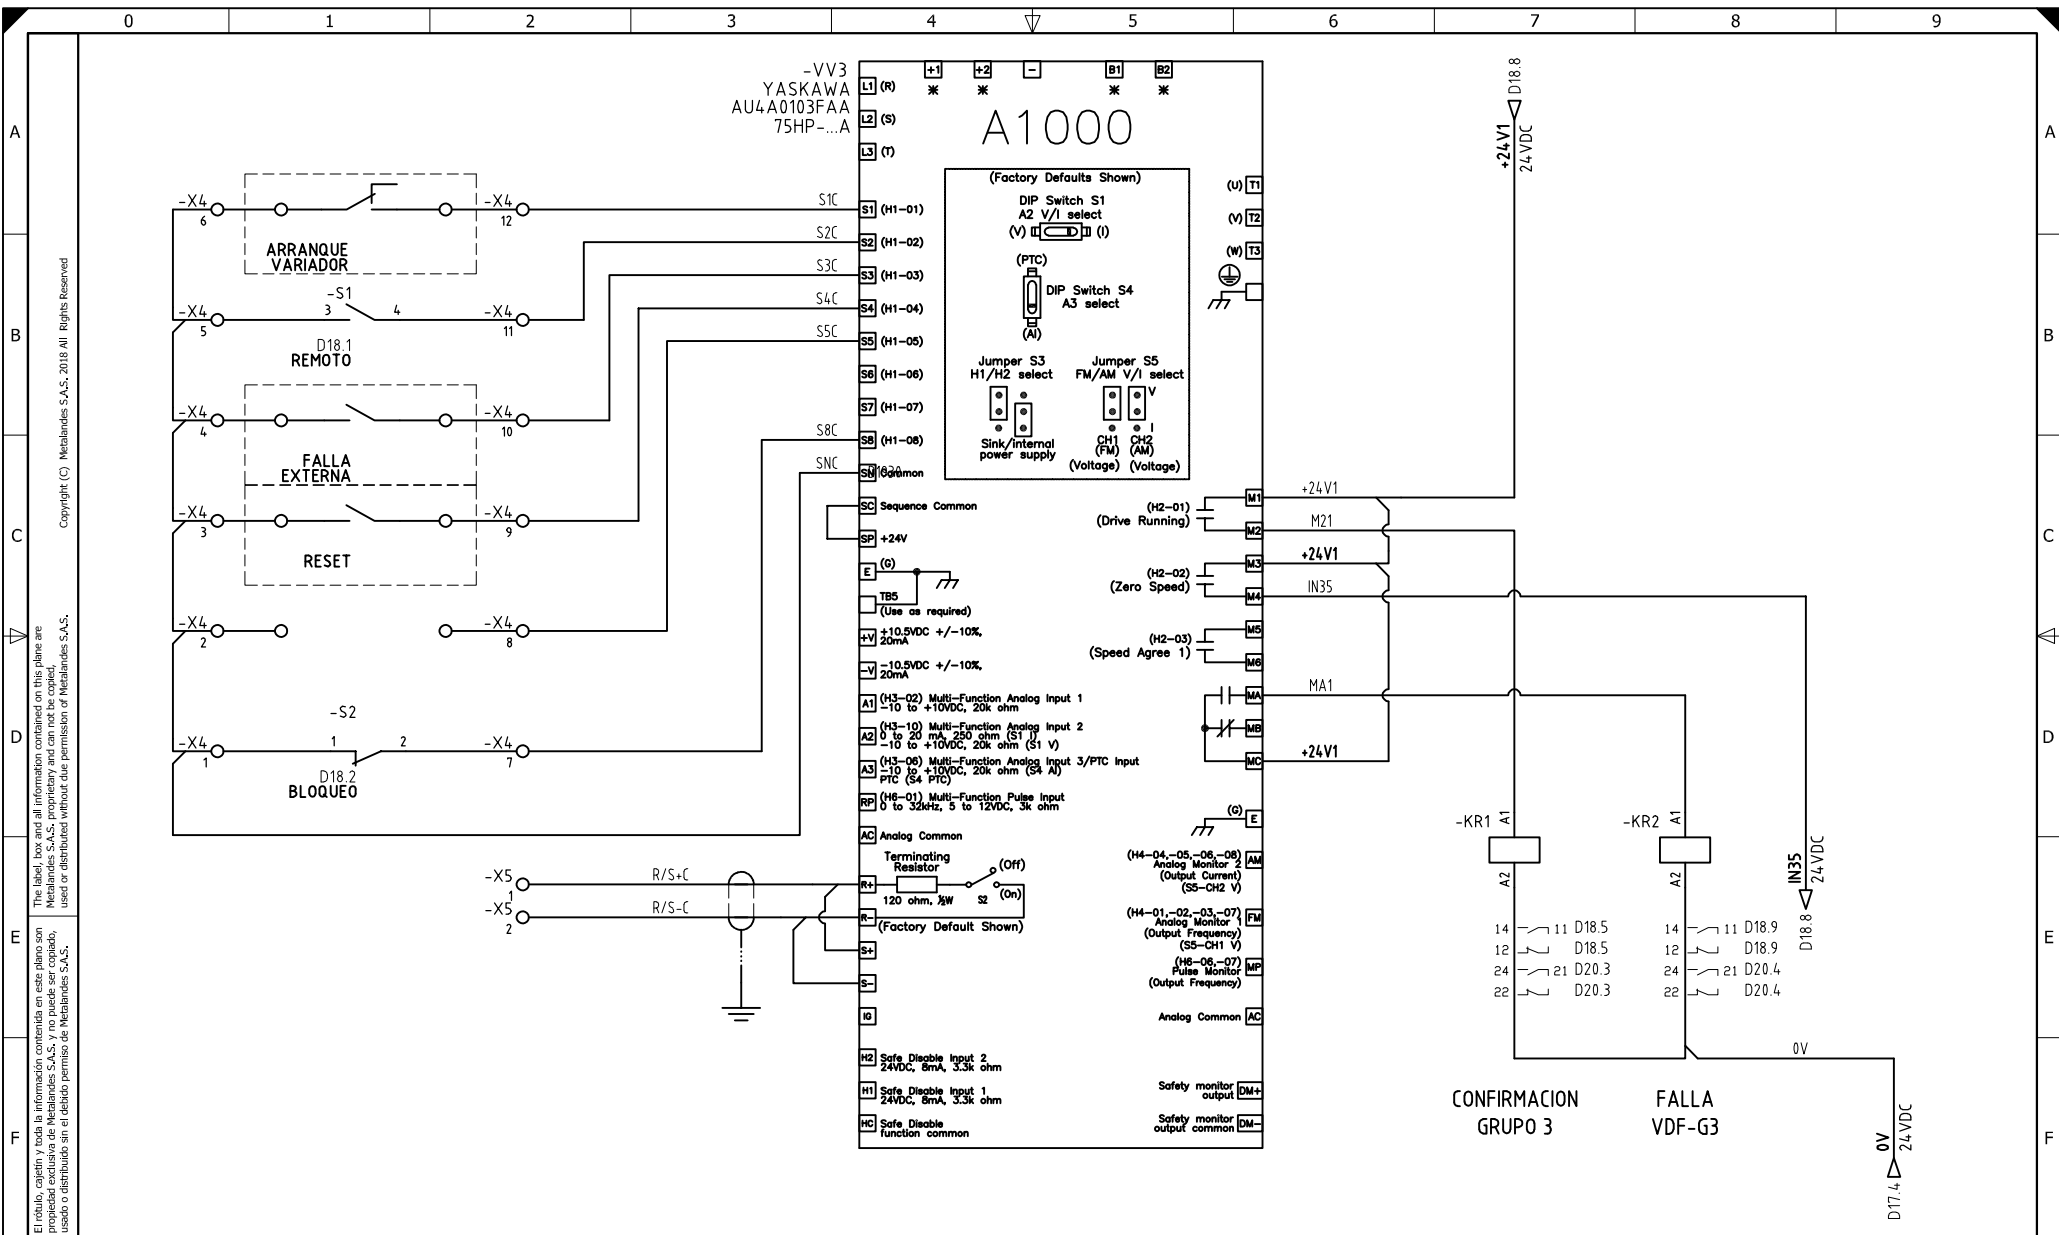 0 1 2 3 4 5 6 7 8 9
A
B
C
D
E
F
A
B
C
D
E
F
Copyright (C) Metalandes S.A.S. 2018 All Rights Reserved
The label, box and all information contained on this plane are
Metalandes S.A.S. proprietary and can not be copied,
used or distributed without due permission of Metalandes S.A.S.
El rótulo, cajetín y toda la información contenida en este plano son
propiedad exclusiva de Metalandes S.A.S. y no puede ser copiado,
usado o distribuido sin el debido permiso de Metalandes S.A.S.
-VV3
YASKAWA
AU4A0103FAA
75HP-...A
-X4
6
-X4
12
ARRANQUE
VARIADOR
-X4
5
-S1
3 4
-X4
11
D18.1
REMOTO
-X4
4
-X4
10
FALLA
EXTERNA
-X4
3
-X4
9
RESET
-X4
2
-X4
8
-S2
-X4
1
1 2
-X4
7
D18.2
BLOQUEO
-X5
1
-X5
2
S1C
S2C
S3C
S4C
S5C
S8C
SNC
R/S+C
R/S-C
+1 +2 - B1 B2
* * * *
A1000
L1 (R)
L2 (S)
L3 (T)
S1 (H1-01)
S2 (H1-02)
S3 (H1-03)
S4 (H1-04)
S5 (H1-05)
S6 (H1-06)
S7 (H1-07)
S8 (H1-08)
SN Common
SC Sequence Common
SP +24V
E (G)
TB5
(Use as required)
+V +10.5VDC +/-10%,
20mA
-V -10.5VDC +/-10%,
20mA
A1 (H3-02) Multi-Function Analog Input 1
-10 to +10VDC, 20k ohm
A2 (H3-10) Multi-Function Analog Input 2
0 to 20 mA, 250 ohm (S1 I)
-10 to +10VDC, 20k ohm (S1 V)
A3 (H3-06) Multi-Function Analog Input 3/PTC Input
-10 to +10VDC, 20k ohm (S4 AI)
PTC (S4 PTC)
RP (H6-01) Multi-Function Pulse Input
0 to 32kHz, 5 to 12VDC, 3k ohm
AC Analog Common
Terminating
Resistor
(Off)
(On)
R+
120 ohm, ½W
S2
R-
(Factory Default Shown)
S+
S-
IG
H2 Safe Disable Input 2
24VDC, 8mA, 3.3k ohm
H1 Safe Disable Input 1
24VDC, 8mA, 3.3k ohm
HC Safe Disable
function common
(Factory Defaults Shown)
DIP Switch S1
A2 V/I select
(V) (I)
(PTC)
DIP Switch S4
A3 select
(AI)
Jumper S3
H1/H2 select
Sink/internal
power supply
Jumper S5
FM/AM V/I select
V
I
CH1 CH2
(FM) (AM)
(Voltage) (Voltage)
(U) T1
(V) T2
(W) T3
(H2-01)
(Drive Running)
M1
M2
(H2-02)
(Zero Speed)
M3
M4
(H2-03)
(Speed Agree 1)
M5
M6
MA
MB
MC
(G) E
(H4-04,-05,-06,-08)
Analog Monitor 2
(Output Current)
(S5-CH2 V)
AM
(H4-01,-02,-03,-07)
Analog Monitor 1
(Output Frequency)
(S5-CH1 V)
FM
(H6-06,-07)
Pulse Monitor
(Output Frequency)
MP
Analog Common AC
Safety monitor
output DM+
Safety monitor
output common DM-
+24V1
M21
+24V1
IN35
MA1
+24V1
D18.8
+24V1
24VDC
-KR1 A1
A2
14 11 D18.5
12 D18.5
24 21 D20.3
22 D20.3
-KR2 A1
A2
14 11 D18.9
12 D18.9
24 21 D20.4
22 D20.4
IN35
24VDC
D18.8
0V
CONFIRMACION
GRUPO 3
FALLA
VDF-G3
0V
24VDC
D17.4